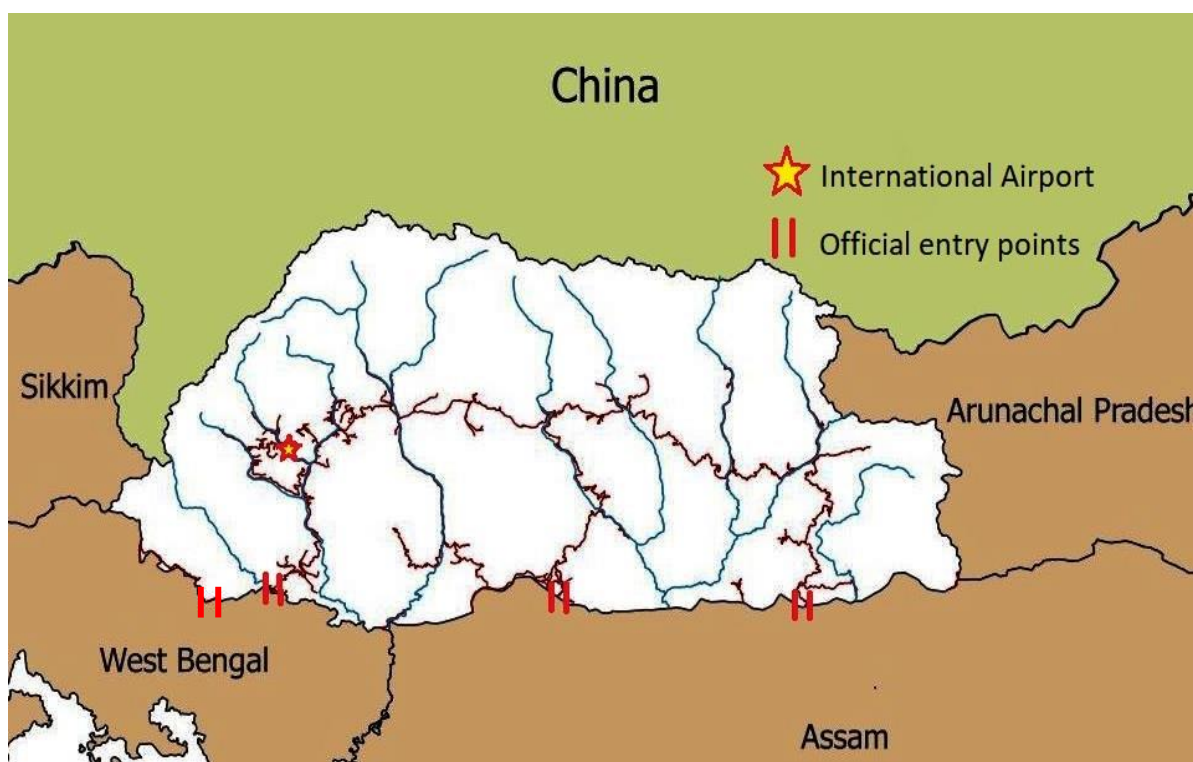 China
International Airport
Official entry points
Sikkim
Arunachal Pradesh
West Bengal
Assam